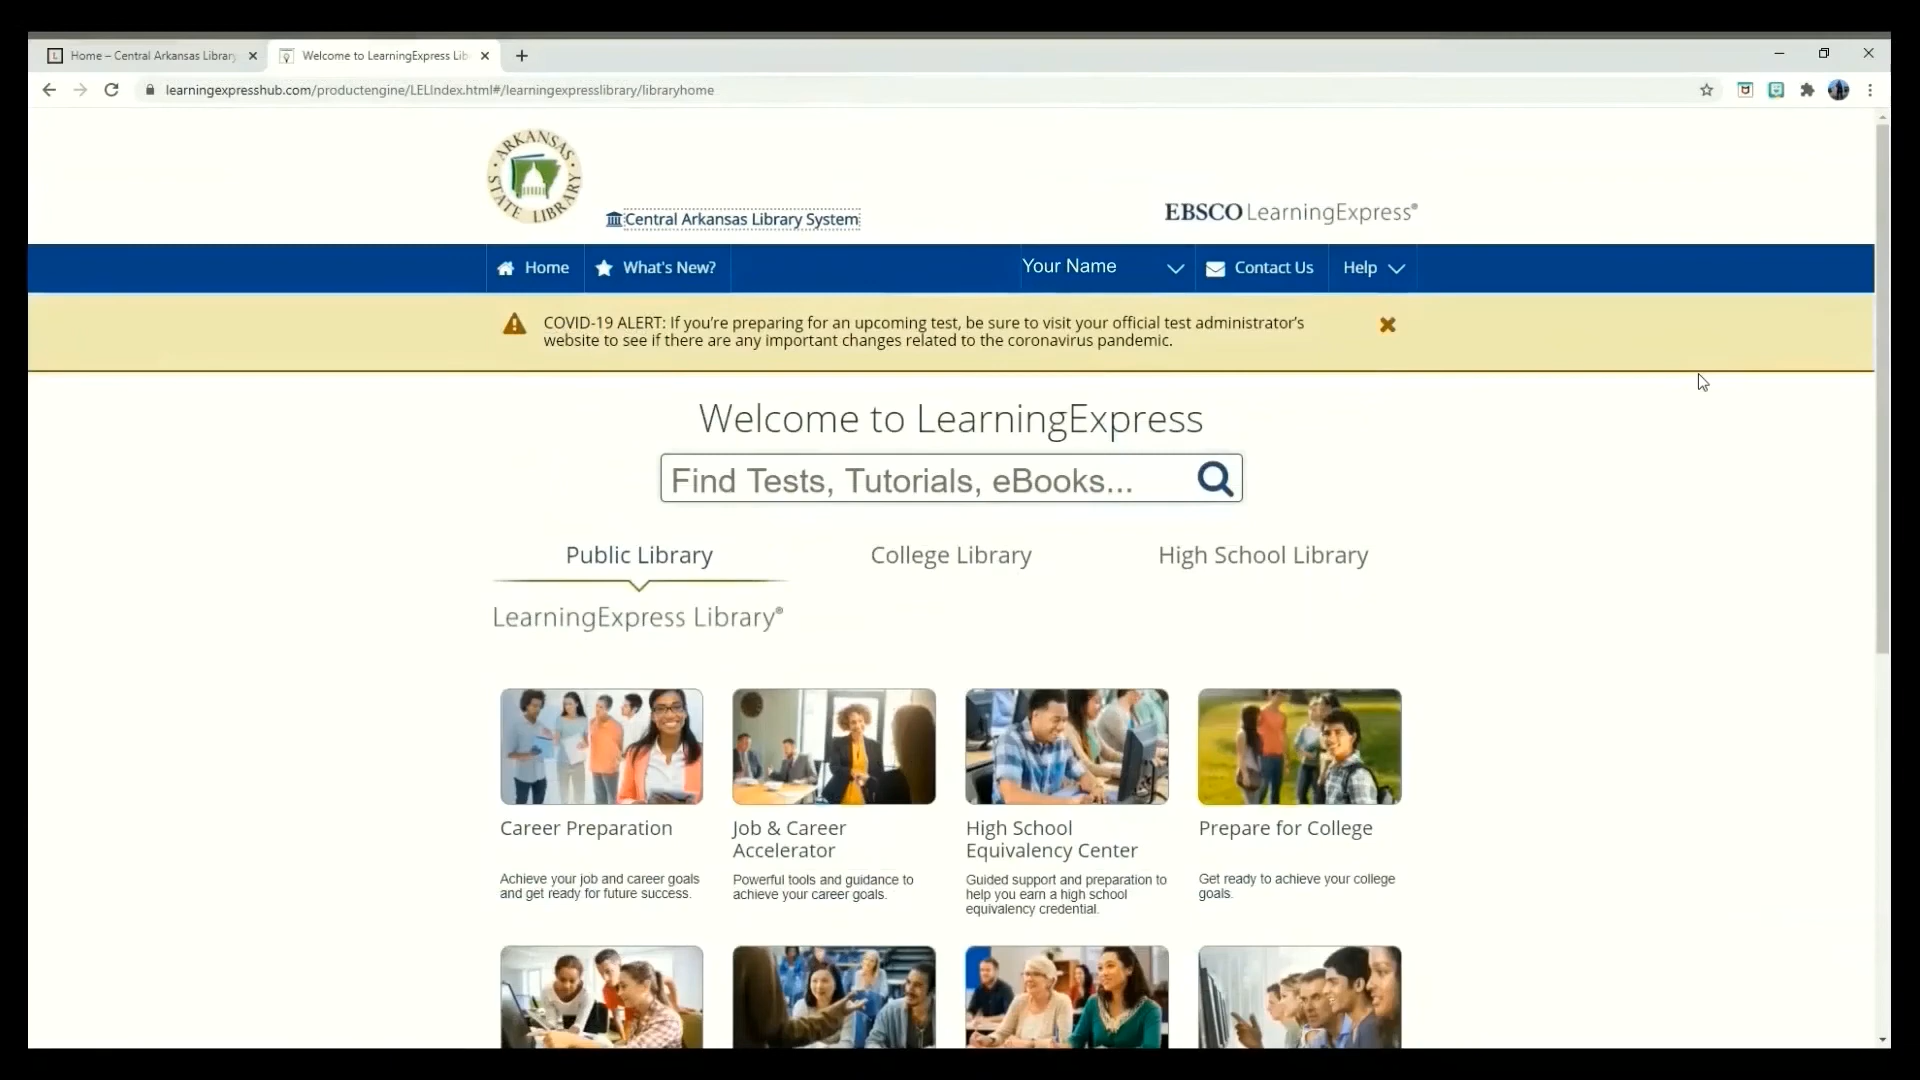 Home – Central Arkansas Library
Welcome to LearningExpress Lib
learningexpresshub.com/productengine/LELIndex.html#/learningexpresslibrary/libraryhome
ARKANSAS
STATE LIBRARY
Central Arkansas Library System
EBSCO LearningExpress®
Home
What's New?
Your Name
Contact Us
Help
COVID-19 ALERT: If you're preparing for an upcoming test, be sure to visit your official test administrator's
website to see if there are any important changes related to the coronavirus pandemic.
Welcome to LearningExpress
Find Tests, Tutorials, eBooks...
Public Library
College Library
High School Library
LearningExpress Library®
Career Preparation
Achieve your job and career goals
and get ready for future success.
Job & Career
Accelerator
Powerful tools and guidance to
achieve your career goals.
High School
Equivalency Center
Guided support and preparation to
help you earn a high school
equivalency credential.
Prepare for College
Get ready to achieve your college
goals.